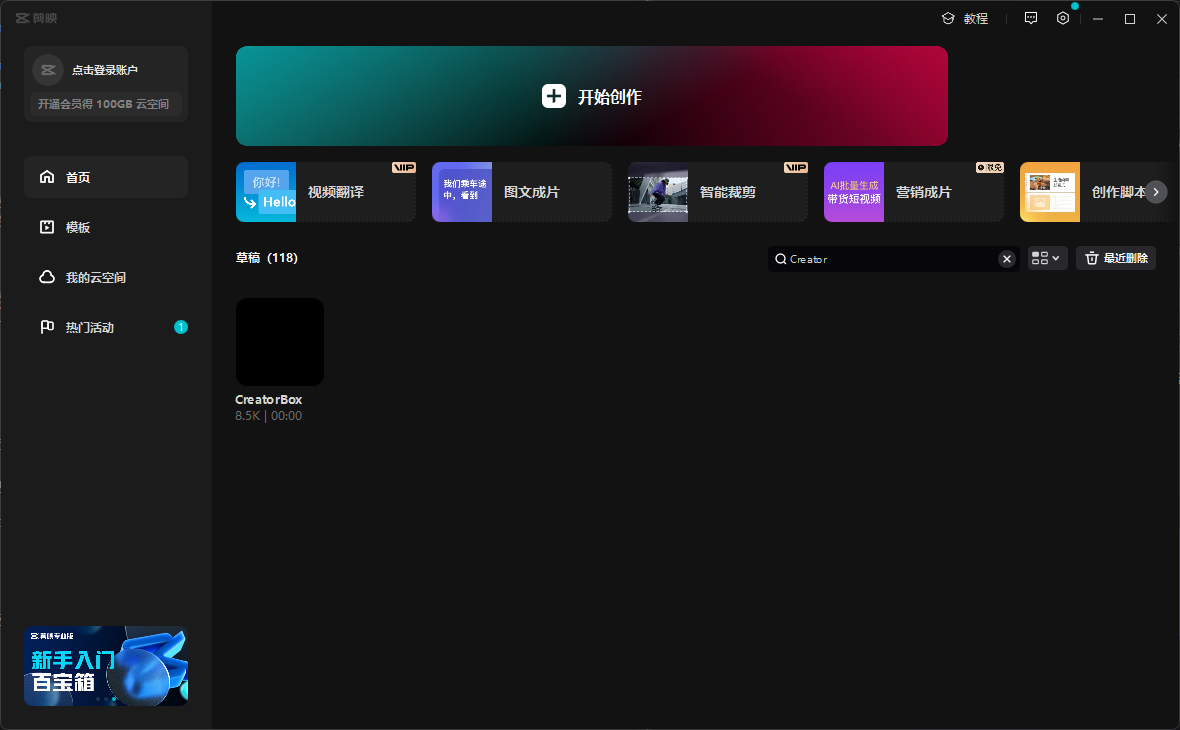 剪映
教程
点击登录账户
开通会员得 100GB 云空间
开始创作
首页
模板
我的云空间
热门活动
1
你好!
Hello
视频翻译
VIP
我们乘车途
中，看到
图文成片
智能裁剪
VIP
AI批量生成
带货短视频
营销成片
限免
创作脚本
草稿（118）
Creator
最近删除
CreatorBox
8.5K | 00:00
剪映专业版
新手入门
百宝箱